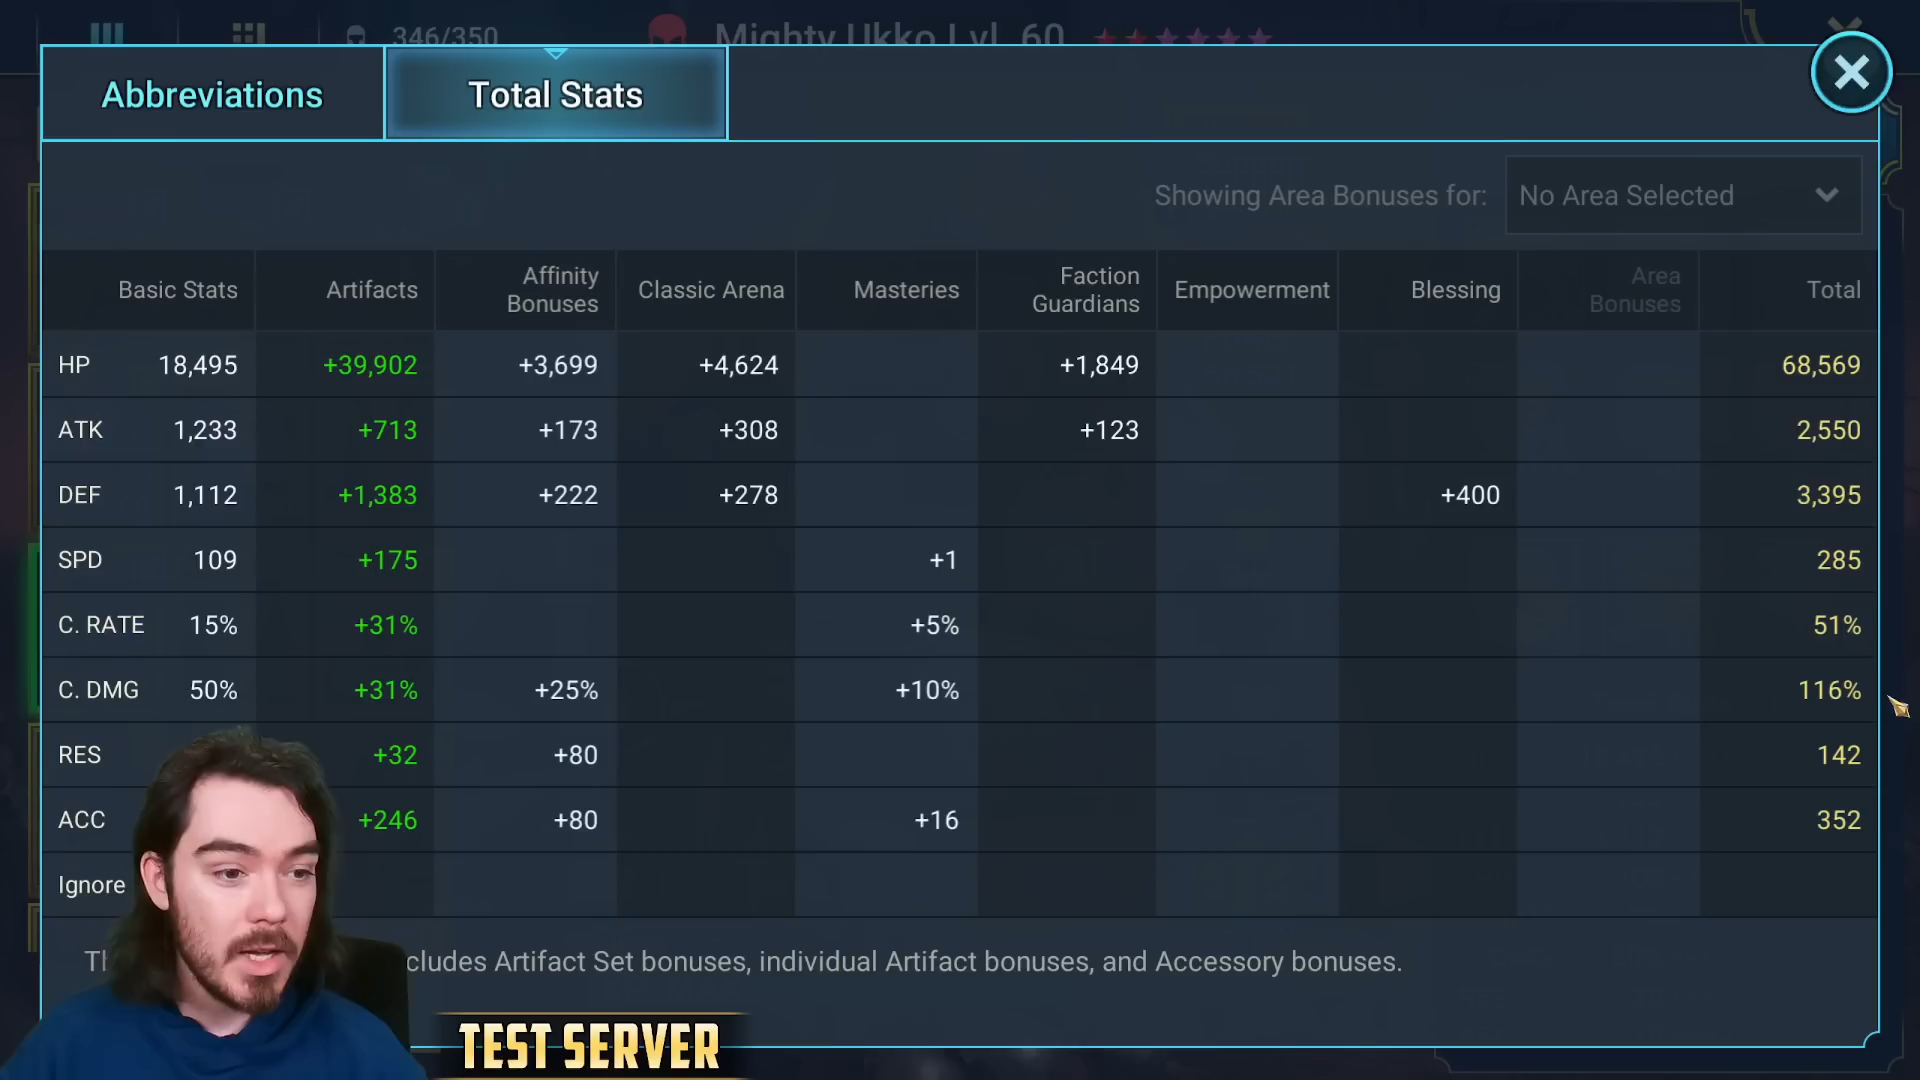 346/350
Mighty Ukko Lvl. 60
Abbreviations
Total Stats
Showing Area Bonuses for:
No Area Selected
Basic Stats
Artifacts
Affinity
Bonuses
Classic Arena
Masteries
Faction
Guardians
Empowerment
Blessing
Area
Bonuses
Total
HP 18,495 +39,902 +3,699 +4,624 +1,849 68,569
ATK 1,233 +713 +173 +308 +123 2,550
DEF 1,112 +1,383 +222 +278 +400 3,395
SPD 109 +175 +1 285
C. RATE 15% +31% +5% 51%
C. DMG 50% +31% +25% +10% 116%
RES +32 +80 142
ACC +246 +80 +16 352
Ignore
Artifact Set bonuses, individual Artifact bonuses, and Accessory bonuses.
TEST SERVER